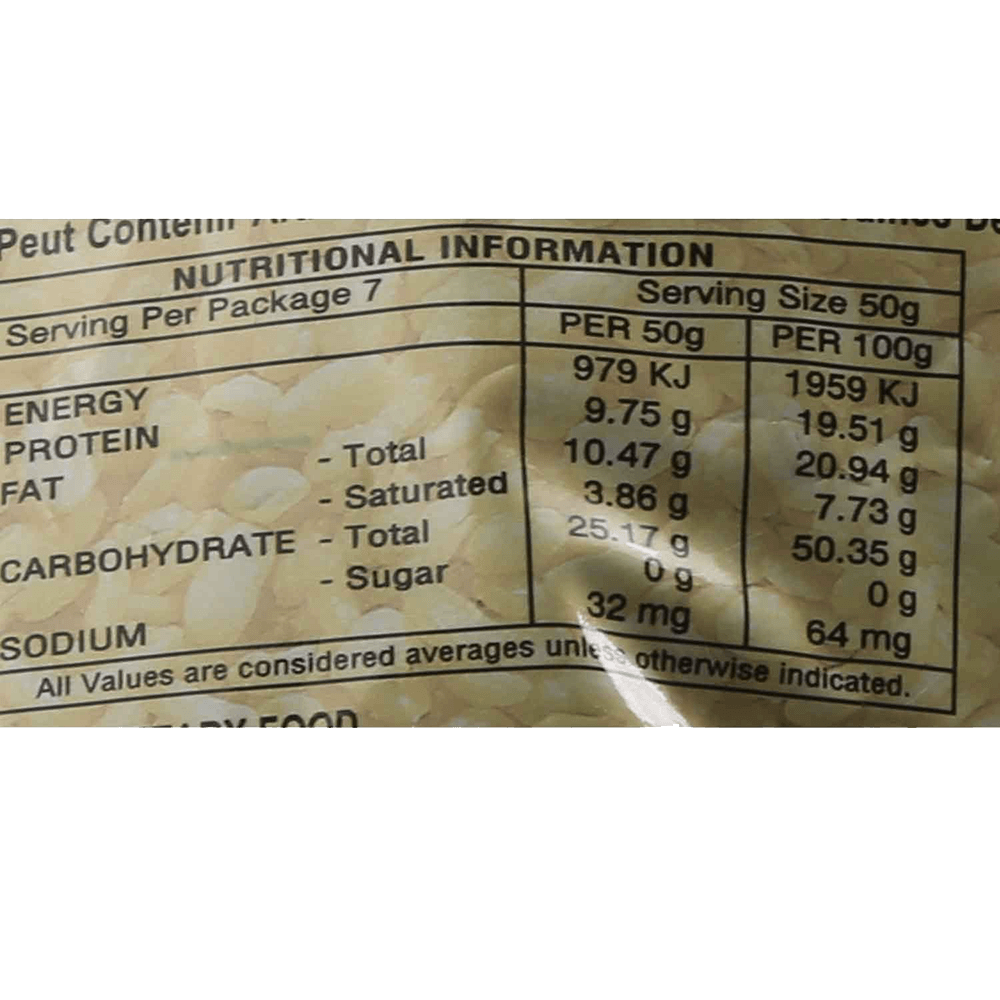 Peut Contenir
NUTRITIONAL INFORMATION
Serving Per Package 7 Serving Size 50g
PER 50g PER 100g
ENERGY 979 KJ 1959 KJ
PROTEIN 9.75 g 19.51 g
FAT - Total 10.47 g 20.94 g
- Saturated 3.86 g 7.73 g
CARBOHYDRATE - Total 25.17 g 50.35 g
- Sugar 0 g 0 g
SODIUM 32 mg 64 mg
All Values are considered averages unless otherwise indicated.
FOOD